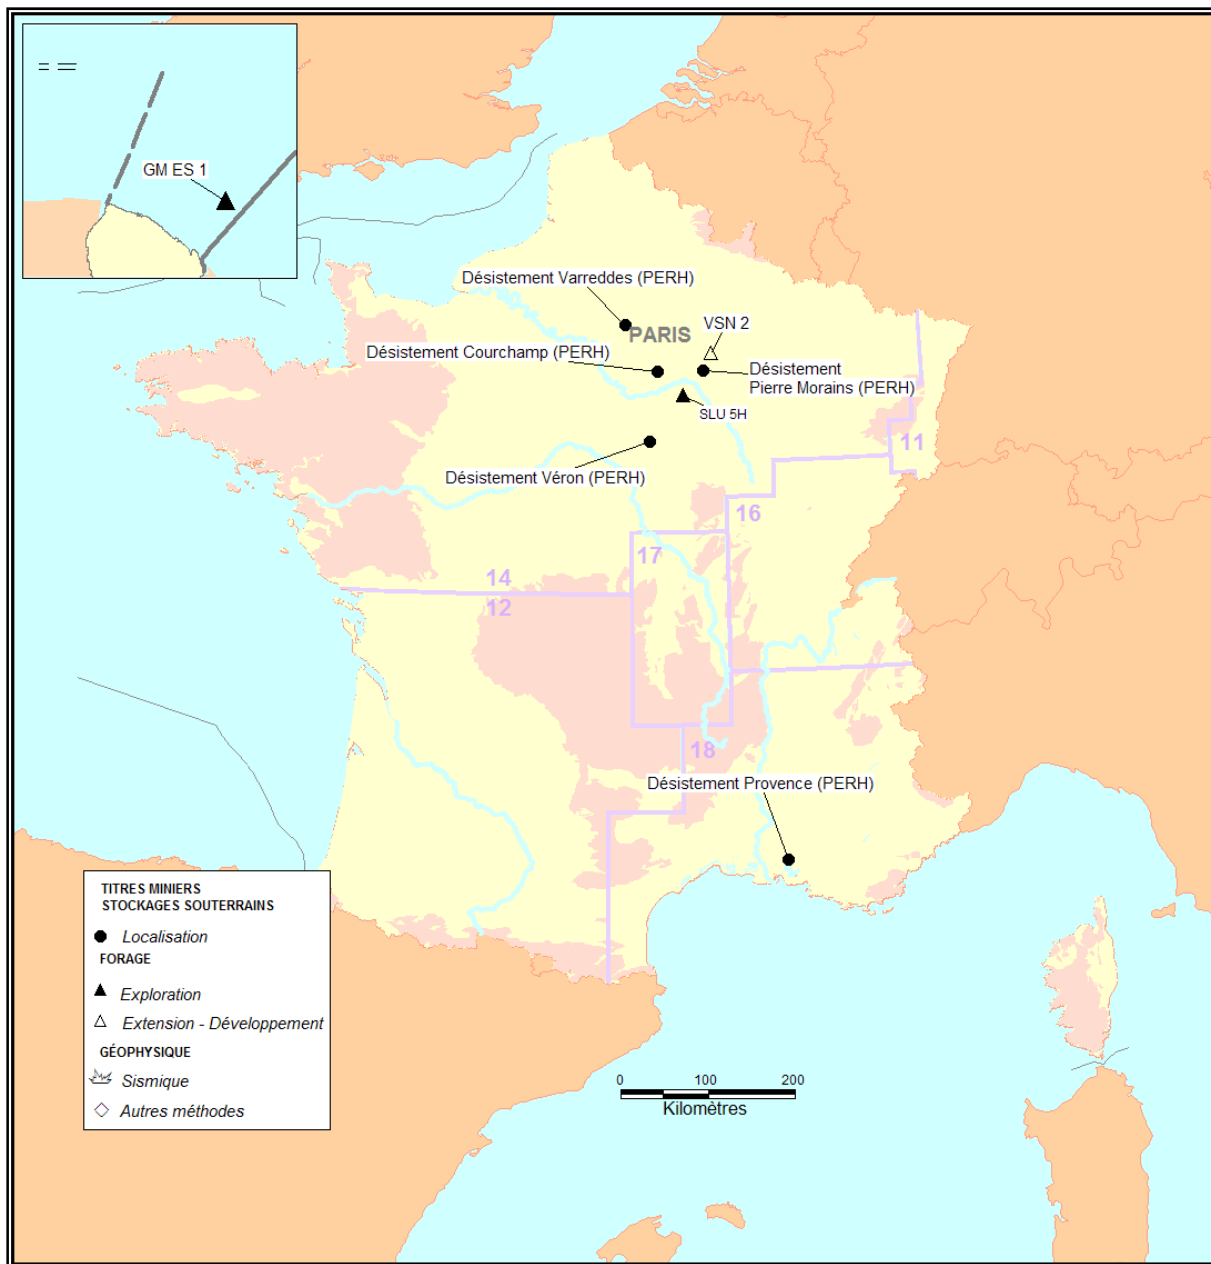 GM ES 1
Désistement Varreddes (PERH)
PARIS
VSN 2
Désistement Courchamp (PERH)
Désistement
Pierre Morains (PERH)
SLU 5H
11
Désistement Véron (PERH)
16
17
14
12
18
Désistement Provence (PERH)
TITRES MINIERS
STOCKAGES SOUTERRAINS
Localisation
FORAGE
Exploration
Extension - Développement
GÉOPHYSIQUE
Sismique
Autres méthodes
0 100 200
Kilomètres